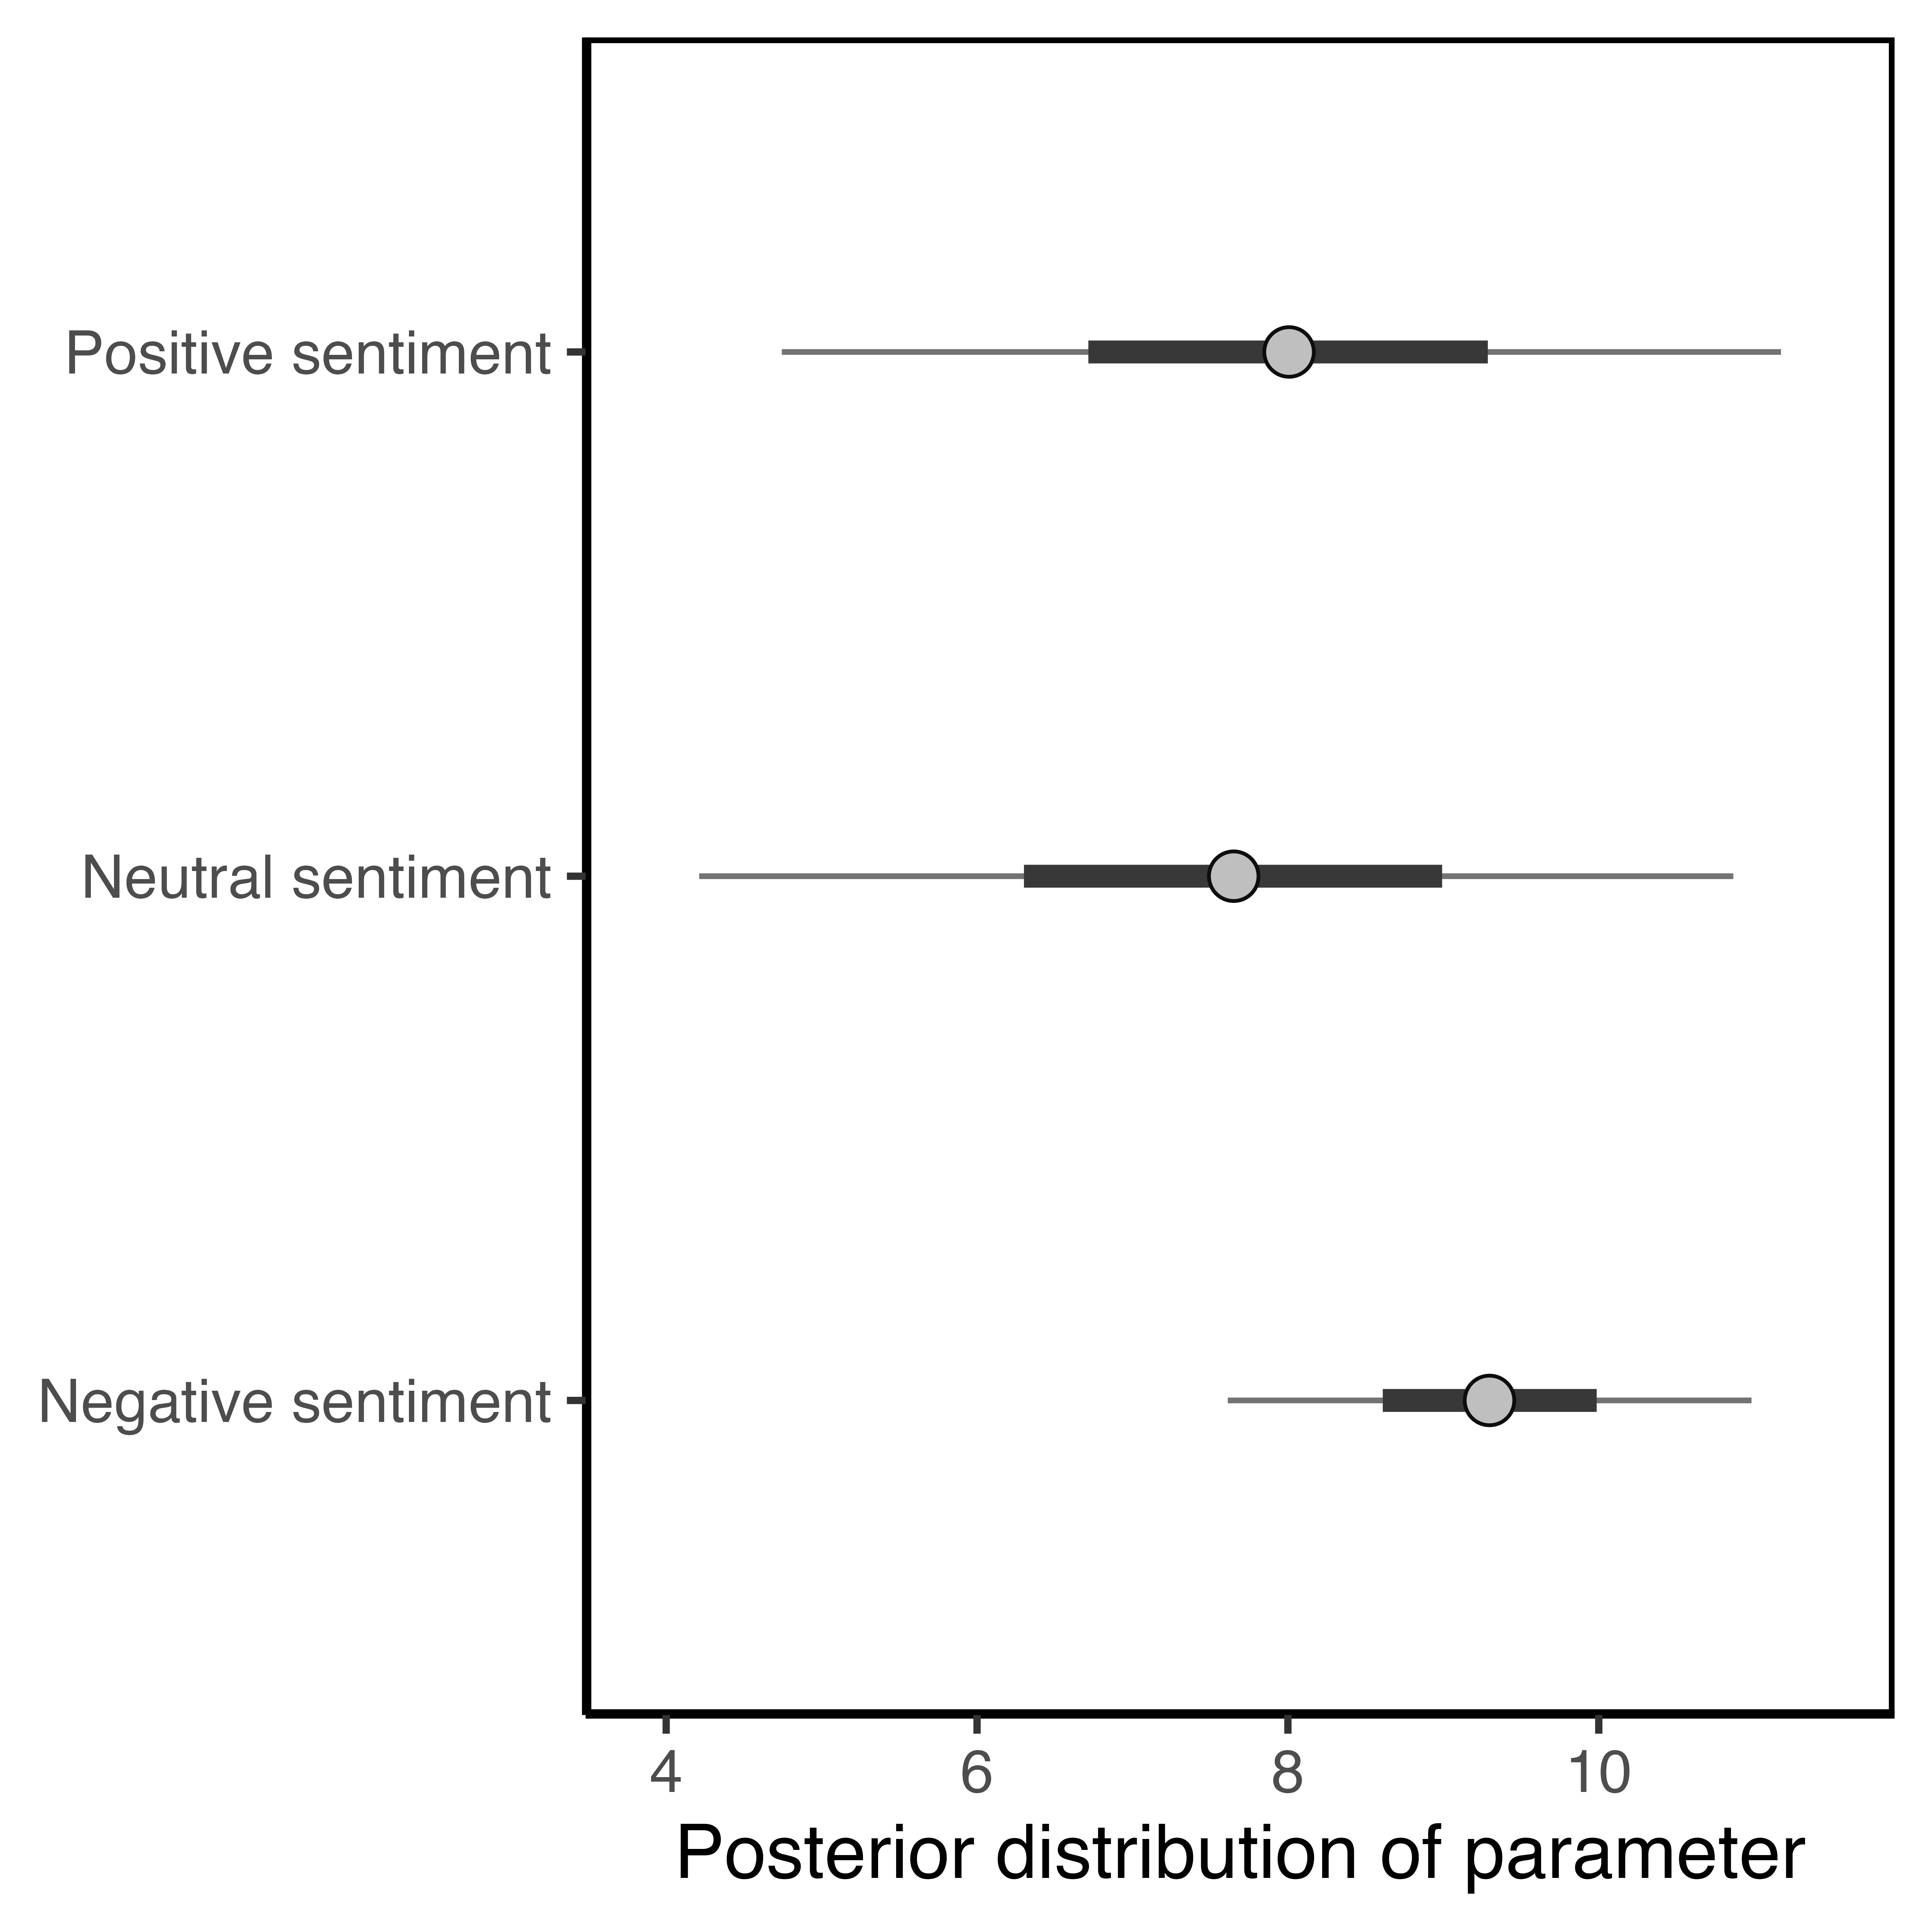 Positive sentiment
Neutral sentiment
Negative sentiment
4 6 8 10
Posterior distribution of parameter